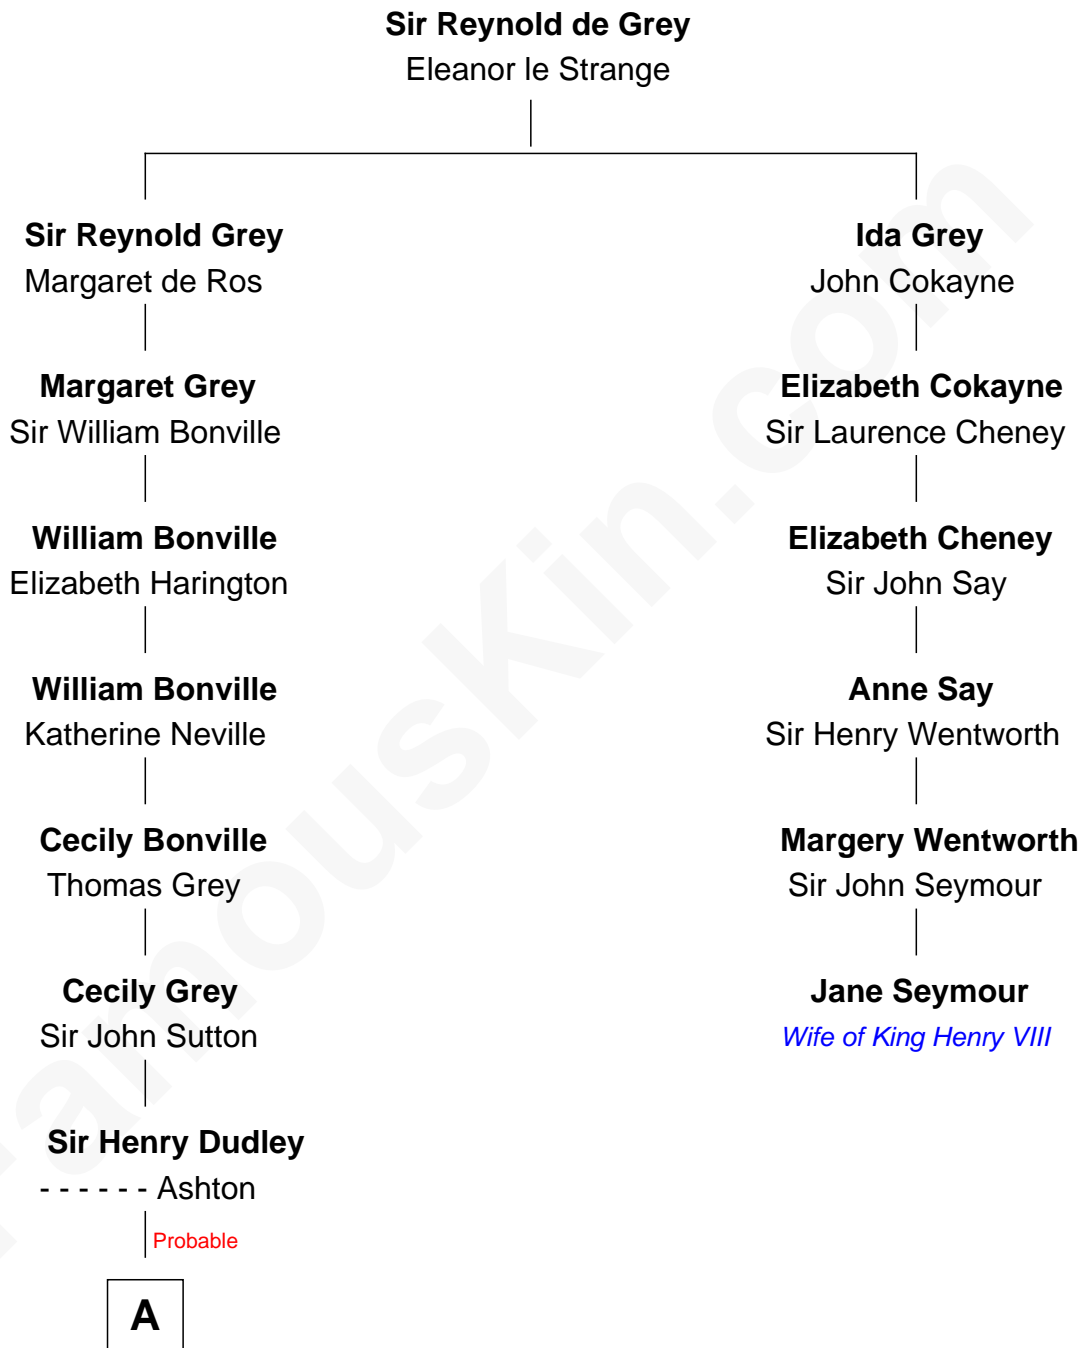 Sir Reynold de Grey
Eleanor le Strange
Sir Reynold Grey
Margaret de Ros
Ida Grey
John Cokayne
Margaret Grey
Sir William Bonville
Elizabeth Cokayne
Sir Laurence Cheney
William Bonville
Elizabeth Harington
Elizabeth Cheney
Sir John Say
William Bonville
Katherine Neville
Anne Say
Sir Henry Wentworth
Cecily Bonville
Thomas Grey
Margery Wentworth
Sir John Seymour
Cecily Grey
Sir John Sutton
Jane Seymour
Wife of King Henry VIII
Sir Henry Dudley
- - - - - - Ashton
Probable
A
FamousKin.com